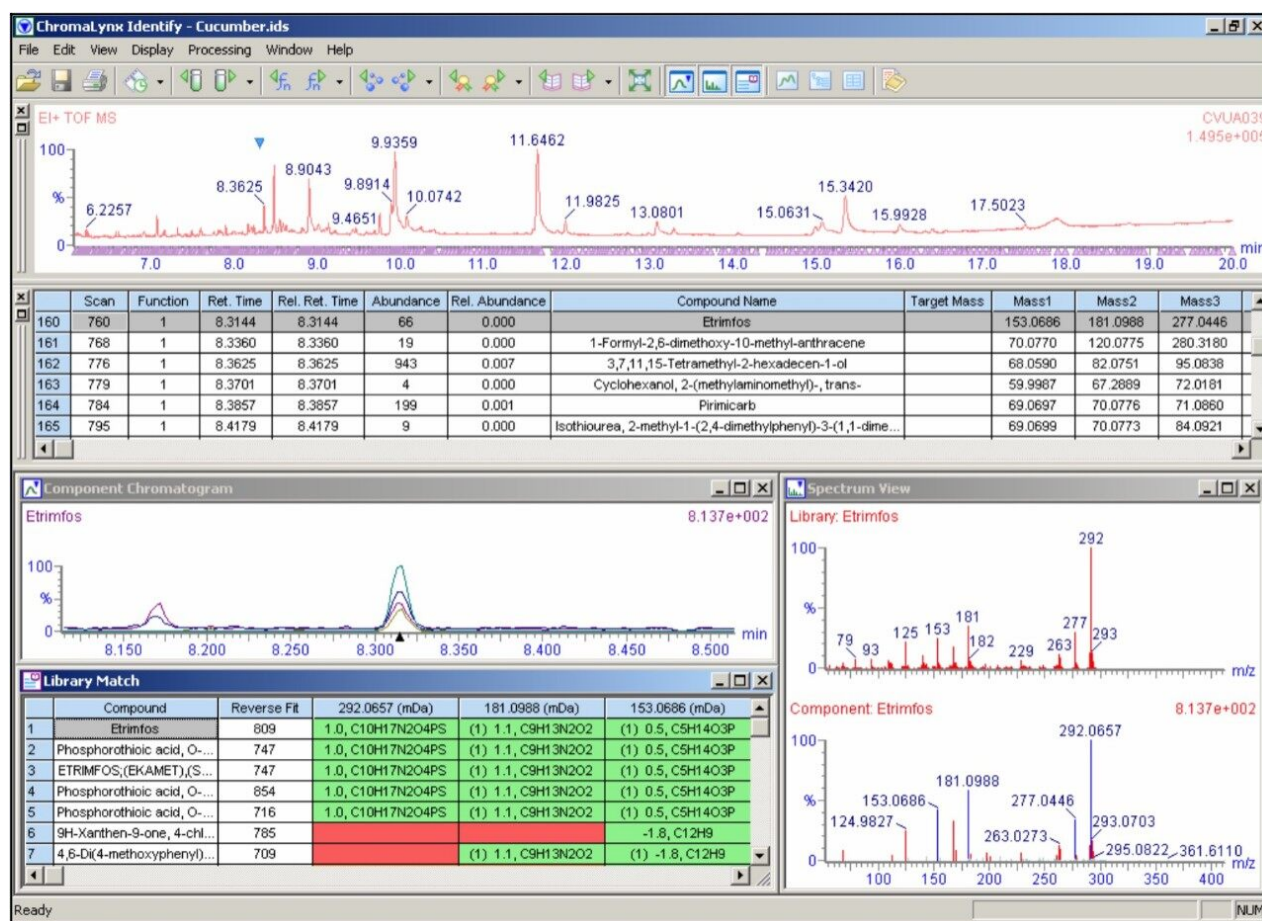 ChromaLynx Identify - Cucumber.ids
File Edit View Display Processing Window Help
EI+ TOF MS
CVUA039
1.495e+005
100
%
0
6.2257
8.3625
8.9043
9.4651
9.8914
9.9359
10.0742
11.6462
11.9825
13.0801
15.0631
15.3420
15.9928
17.5023
min
7.0 8.0 9.0 10.0 11.0 12.0 13.0 14.0 15.0 16.0 17.0 18.0 19.0 20.0
Scan Function Ret. Time Rel. Ret. Time Abundance Rel. Abundance Compound Name Target Mass Mass1 Mass2 Mass3
160 760 1 8.3144 8.3144 66 0.000 Etrimfos 153.0686 181.0988 277.0446
161 768 1 8.3360 8.3360 19 0.000 1-Formyl-2,6-dimethoxy-10-methyl-anthracene 70.0770 120.0775 280.3180
162 776 1 8.3625 8.3625 943 0.007 3,7,11,15-Tetramethyl-2-hexadecen-1-ol 68.0590 82.0751 95.0838
163 779 1 8.3701 8.3701 4 0.000 Cyclohexanol, 2-(methylaminomethyl)-, trans- 59.9987 67.2889 72.0181
164 784 1 8.3857 8.3857 199 0.001 Pirimicarb 69.0697 70.0776 71.0860
165 795 1 8.4179 8.4179 9 0.000 Isothiourea, 2-methyl-1-(2,4-dimethylphenyl)-3-(1,1-dime... 69.0699 70.0773 84.0921
Component Chromatogram
Etrimfos
8.137e+002
100
%
0
min
8.150 8.200 8.250 8.300 8.350 8.400 8.450 8.500
Library Match
Compound Reverse Fit 292.0657 (mDa) 181.0988 (mDa) 153.0686 (mDa)
1 Etrimfos 809 1.0, C10H17N2O4PS (1) 1.1, C9H13N2O2 (1) 0.5, C5H14O3P
2 Phosphorothioic acid, O-... 747 1.0, C10H17N2O4PS (1) 1.1, C9H13N2O2 (1) 0.5, C5H14O3P
3 ETRIMFOS;(EKAMET),(S... 747 1.0, C10H17N2O4PS (1) 1.1, C9H13N2O2 (1) 0.5, C5H14O3P
4 Phosphorothioic acid, O-... 854 1.0, C10H17N2O4PS (1) 1.1, C9H13N2O2 (1) 0.5, C5H14O3P
5 Phosphorothioic acid, O-... 716 1.0, C10H17N2O4PS (1) 1.1, C9H13N2O2 (1) 0.5, C5H14O3P
6 9H-Xanthen-9-one, 4-chl... 785 -1.8, C12H9
7 4,6-Di(4-methoxyphenyl)... 709 (1) 1.1, C9H13N2O2 (1) -1.8, C12H9
Spectrum View
Library: Etrimfos
100
%
0
79
93
125
153
181
182
229
263
277
292
293
m/z
Component: Etrimfos
8.137e+002
100
%
0
124.9827
153.0686
181.0988
263.0273
277.0446
292.0657
293.0703
295.0822
361.6110
m/z
100 150 200 250 300 350 400
Ready
NUM